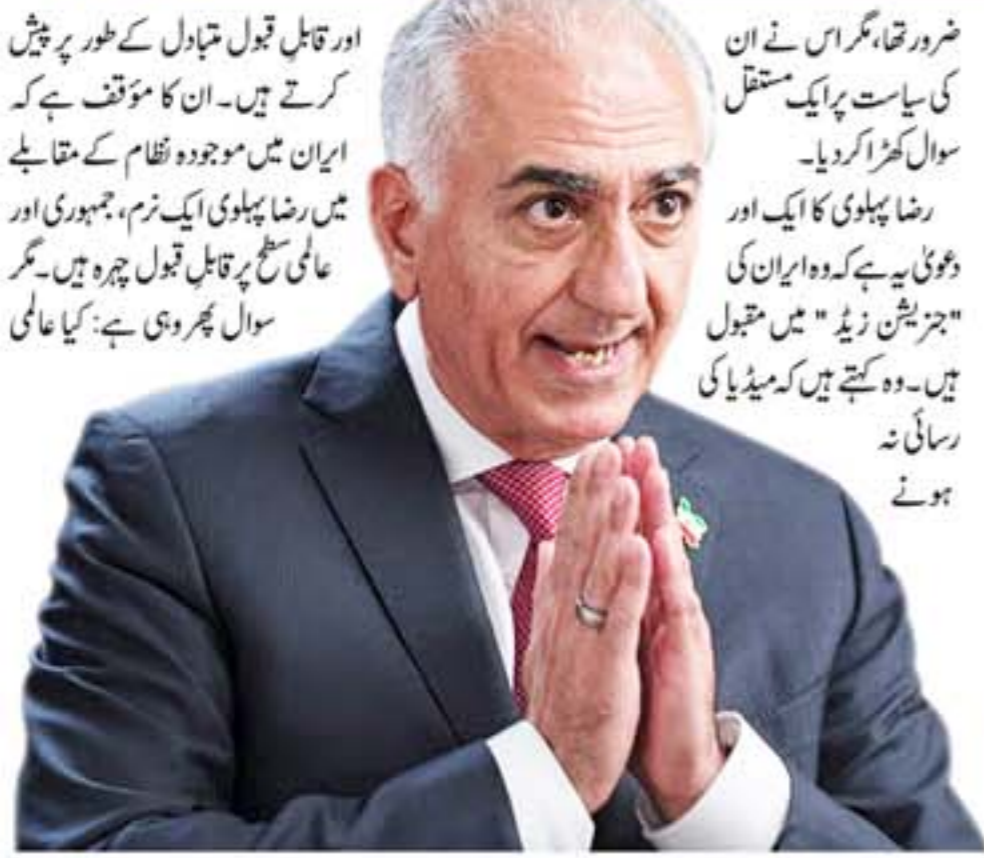 ضرور تھا، مگر اس نے ان
کی سیاست پر ایک مستقل
سوال کھڑا کر دیا۔
رضا پہلوی کا ایک اور
دعویٰ یہ ہے کہ وہ ایران کی
"جنریشن زیڈ" میں مقبول
ہیں۔ وہ کہتے ہیں کہ میڈیا کی
رسائی نہ
ہونے
اور قابلِ قبول متبادل کے طور پر پیش
کرتے ہیں۔ ان کا مؤقف ہے کہ
ایران میں موجودہ نظام کے مقابلے
میں رضا پہلوی ایک نرم، جمہوری اور
عالمی سطح پر قابلِ قبول چہرہ ہیں۔ مگر
سوال پھر وہی ہے: کیا عالمی